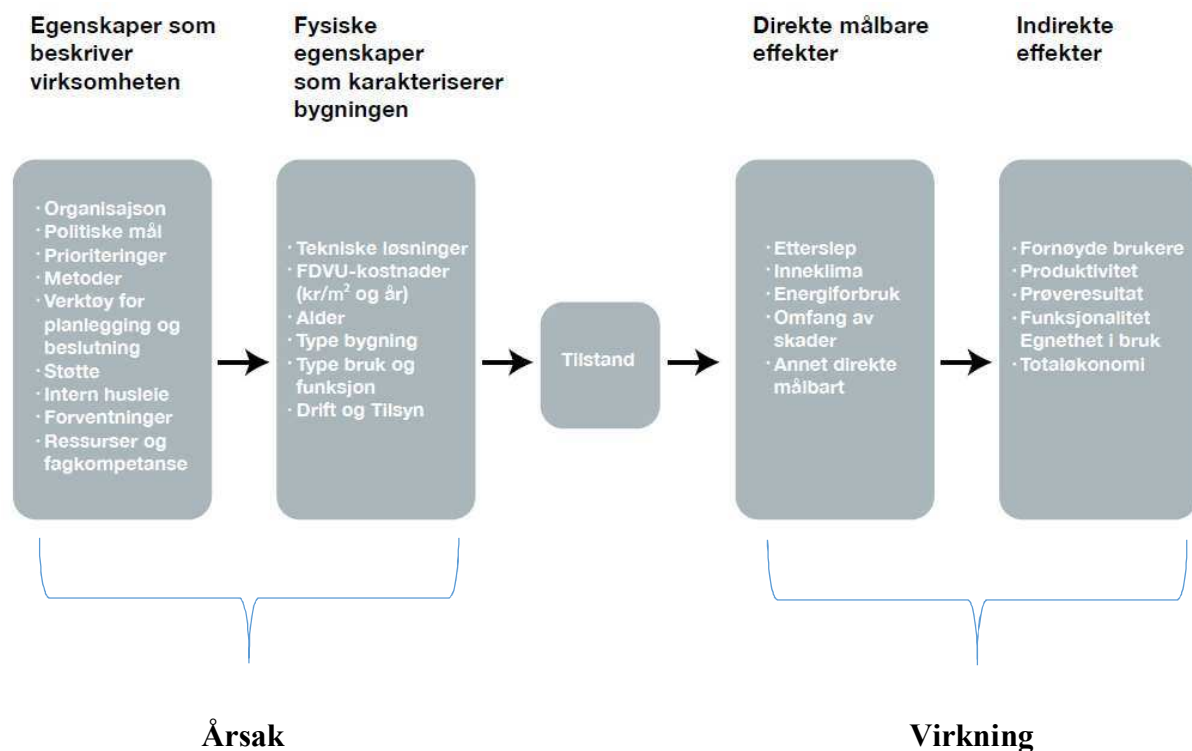 Egenskaper som
beskriver
virksomheten
Fysiske
egenskaper
som karakteriserer
bygningen
Direkte målbare
effekter
Indirekte
effekter
· Organisajson
· Politiske mål
· Prioriteringer
· Metoder
· Verktøy for
planlegging og
beslutning
· Støtte
· Intern husleie
· Forventninger
· Ressurser og
fagkompetanse
· Tekniske løsninger
· FDVU-kostnader
(kr/m² og år)
· Alder
· Type bygning
· Type bruk og
funksjon
· Drift og Tilsyn
Tilstand
· Etterslep
· Inneklima
· Energiforbruk
· Omfang av
skader
· Annet direkte
målbart
· Fornøyde brukere
· Produktivitet
· Prøveresultat
· Funksjonalitet
Egnethet i bruk
· Totaløkonomi
Årsak
Virkning